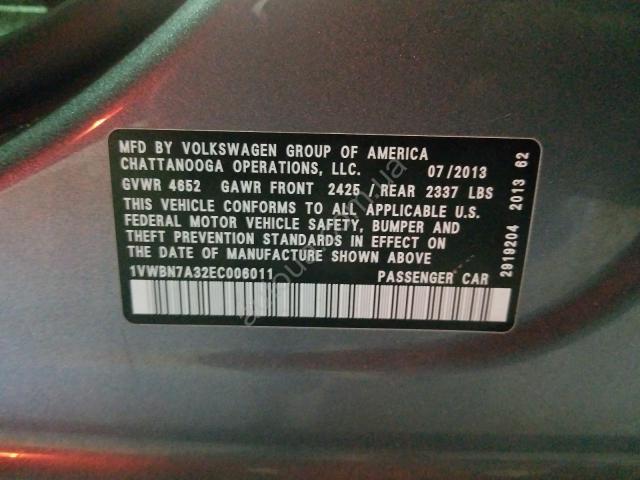 MFD BY VOLKSWAGEN GROUP OF AMERICA
CHATTANOOGA OPERATIONS, LLC. 07/2013
GVWR 4652 GAWR FRONT 2425 / REAR 2337 LBS
THIS VEHICLE CONFORMS TO ALL APPLICABLE U.S.
FEDERAL MOTOR VEHICLE SAFETY, BUMPER AND
THEFT PREVENTION STANDARDS IN EFFECT ON
THE DATE OF MANUFACTURE SHOWN ABOVE
1VWBN7A32EC006011 PASSENGER CAR
2919204 2013 62